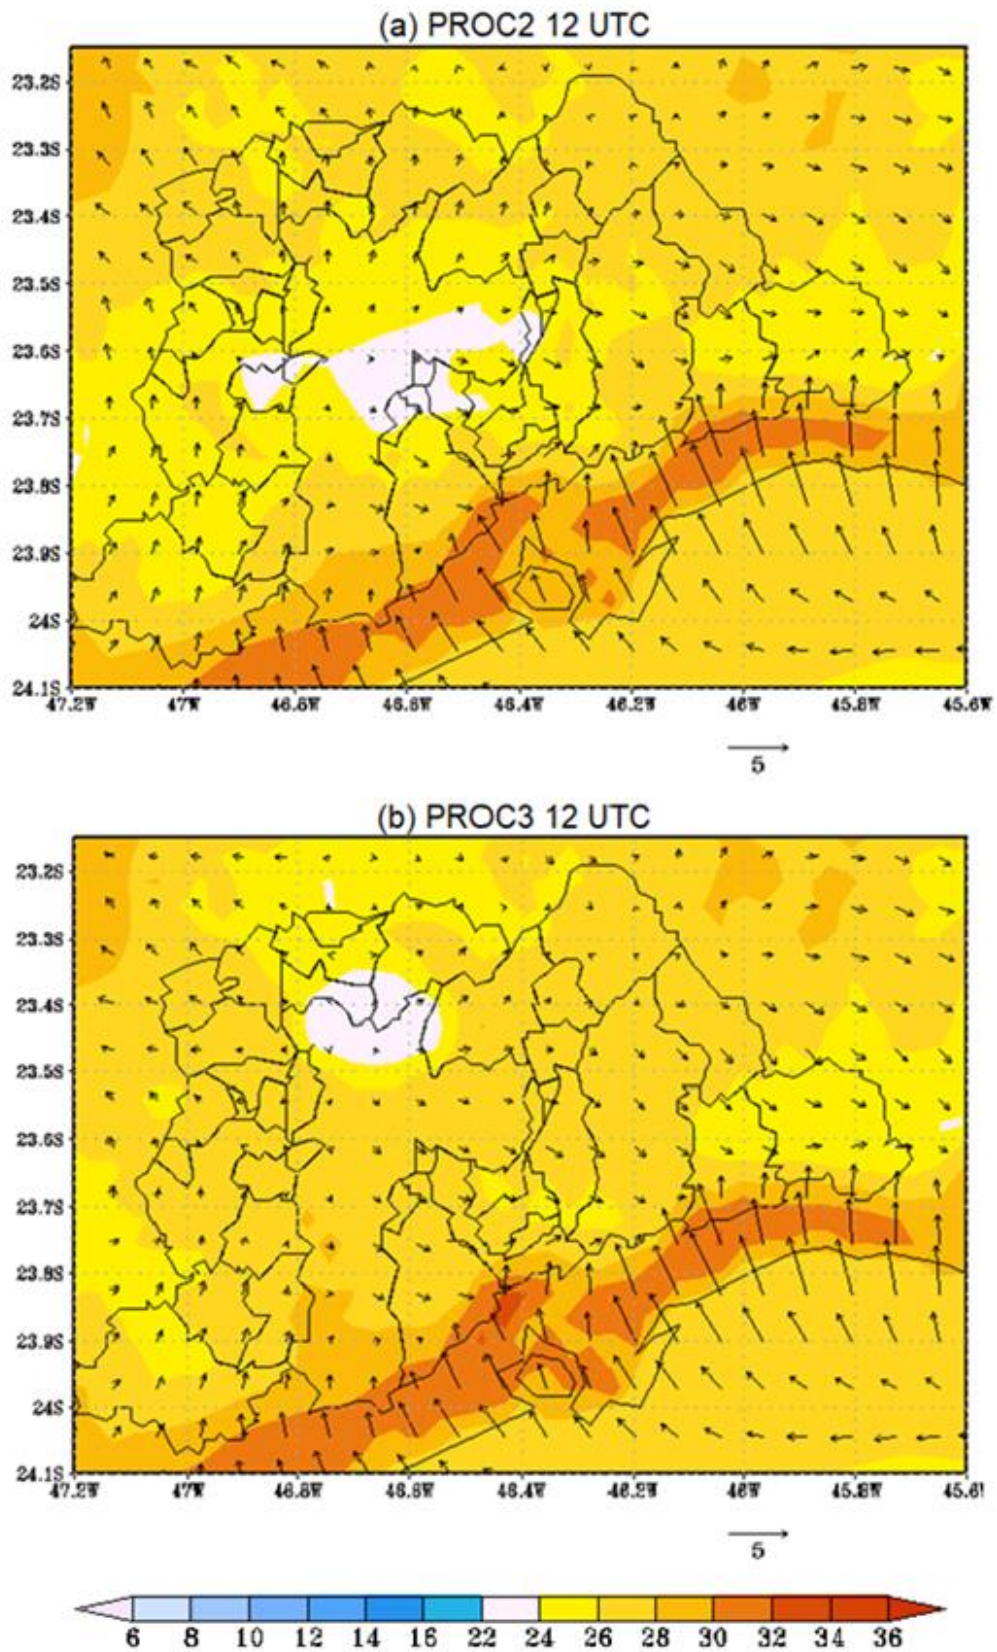 (a) PROC2 12 UTC
23.2S
23.3S
23.4S
23.5S
23.6S
23.7S
23.8S
23.9S
24S
24.1S
47.2W 47W 46.8W 46.6W 46.4W 46.2W 46W 45.8W 45.6W
5
(b) PROC3 12 UTC
23.2S
23.3S
23.4S
23.5S
23.6S
23.7S
23.8S
23.9S
24S
24.1S
47.2W 47W 46.8W 46.6W 46.4W 46.2W 46W 45.8W 45.6
5
6 8 10 12 14 16 22 24 26 28 30 32 34 36